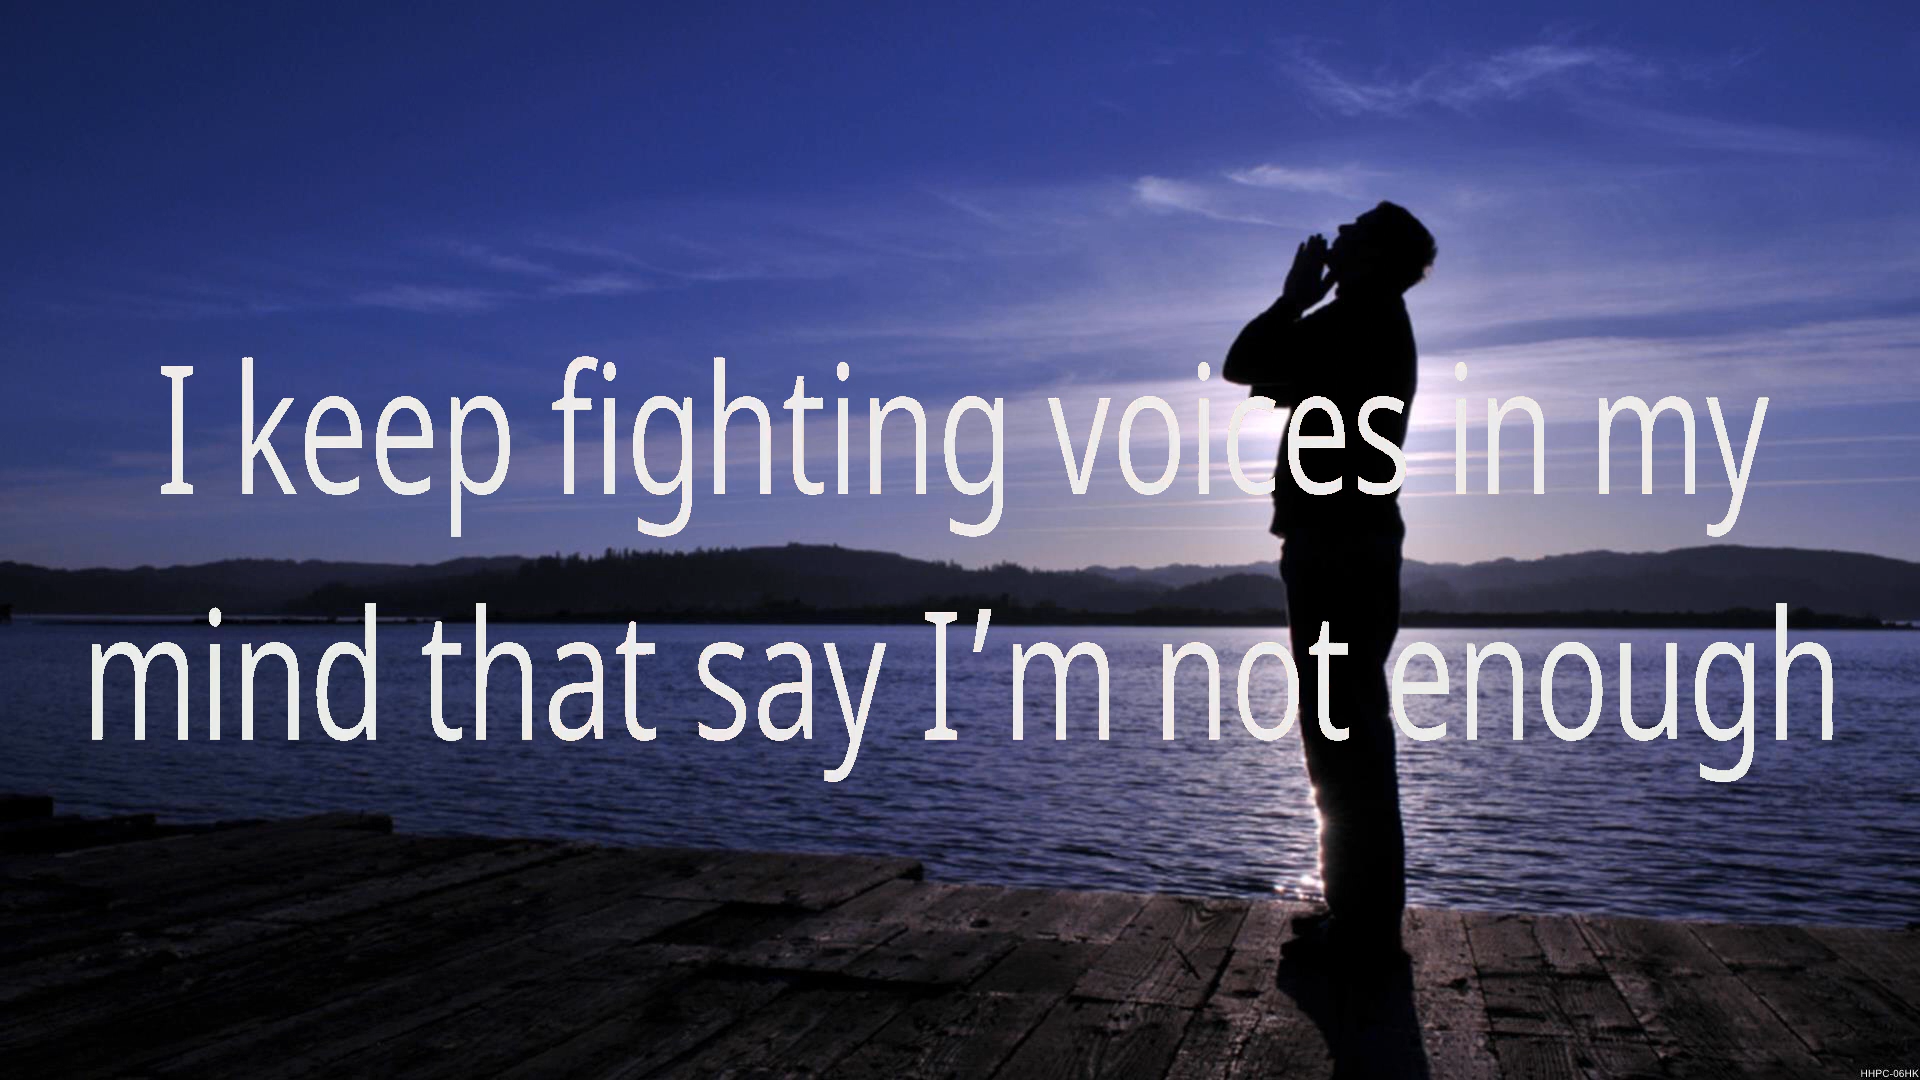 I keep fighting voices in my
mind that say I’m not enough
HHPC-06HK